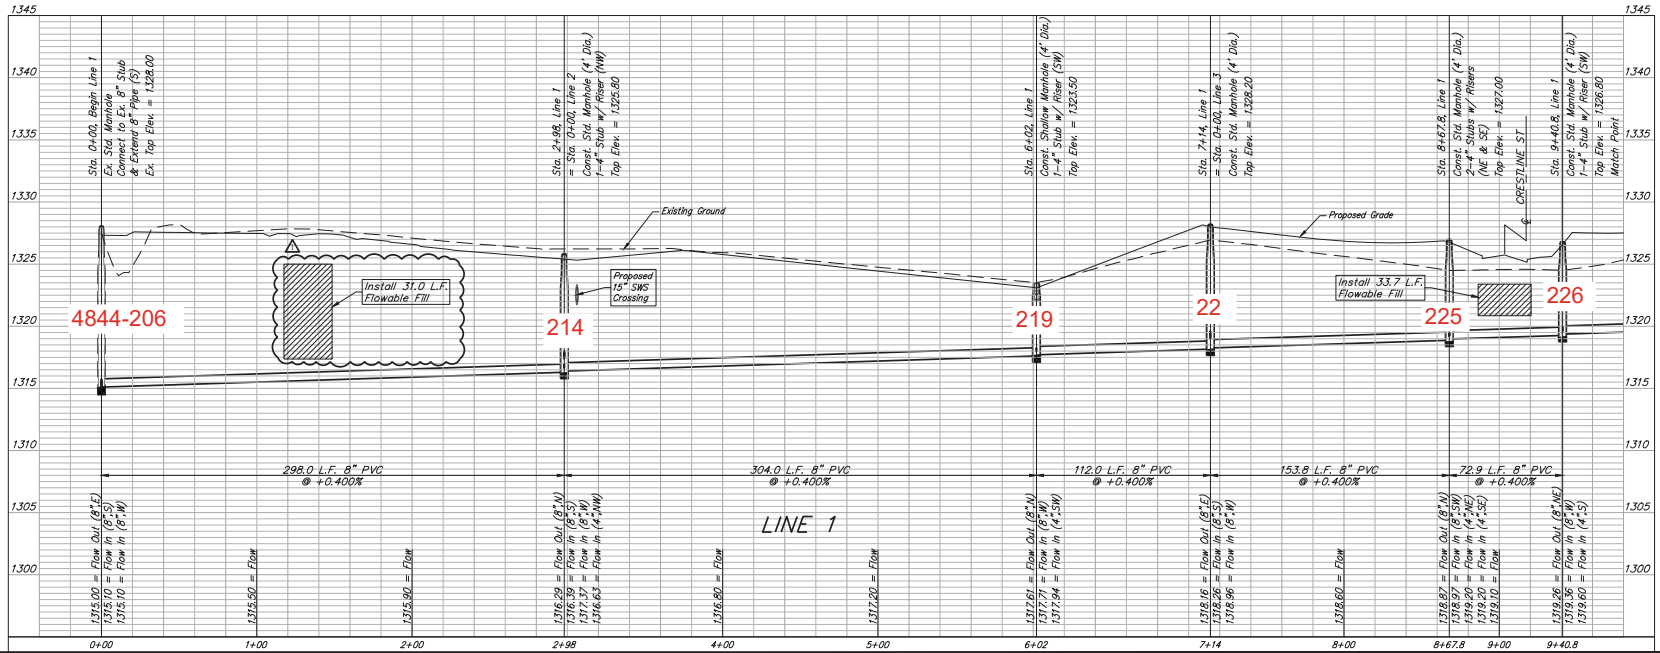 1345
1345
1340
1340
1335
1335
1330
1330
1325
1325
1320
1320
1315
1315
1310
1310
1305
1305
1300
1300
Sta. 0+00, Begin Line 1
Ex. Std. Manhole
Connect to Ex. 8" Stub
& Extend 8" Pipe (S)
Ex. Top Elev. = 1328.00
Sta. 2+98, Line 1
= Sta. 0+00, Line 2
Const. Std. Manhole (4' Dia.)
1-4" Stub w/ Riser (NW)
Top Elev. = 1325.80
Sta. 6+02, Line 1
Const. Shallow Manhole (4' Dia.)
1-4" Stub w/ Riser (SW)
Top Elev. = 1323.50
Sta. 7+14, Line 1
= Sta. 0+00, Line 3
Const. Std. Manhole (4' Dia.)
Top Elev. = 1328.20
Sta. 8+67.8, Line 1
Const. Std. Manhole (4' Dia.)
2-4" Stubs w/ Risers
(NE & SE)
Top Elev. = 1327.00
℄ CRESTLINE ST
Sta. 9+40.8, Line 1
Const. Std. Manhole (4' Dia.)
1-4" Stub w/ Riser (SW)
Top Elev. = 1326.80
Match Point
Existing Ground
Proposed Grade
1
Install 31.0 L.F.
Flowable Fill
Proposed
15" SWS
Crossing
Install 33.7 L.F.
Flowable Fill
4844-206
214
219
22
225
226
298.0 L.F. 8" PVC
@ +0.400%
304.0 L.F. 8" PVC
@ +0.400%
112.0 L.F. 8" PVC
@ +0.400%
153.8 L.F. 8" PVC
@ +0.400%
72.9 L.F. 8" PVC
@ +0.400%
LINE 1
1315.00 = Flow Out (8",E)
1315.10 = Flow In (8",S)
1315.10 = Flow In (8",W)
1315.50 = Flow
1315.90 = Flow
1316.29 = Flow Out (8",N)
1316.39 = Flow In (8",S)
1317.37 = Flow In (8",W)
1316.63 = Flow In (4",NW)
1316.80 = Flow
1317.20 = Flow
1317.61 = Flow Out (8",N)
1317.71 = Flow In (8",W)
1317.94 = Flow In (4",SW)
1318.16 = Flow Out (8",E)
1318.26 = Flow In (8",S)
1318.96 = Flow In (8",W)
1318.60 = Flow
1318.87 = Flow Out (8",N)
1318.97 = Flow In (8",SW)
1319.20 = Flow In (4",NE)
1319.20 = Flow In (4",SE)
1319.10 = Flow
1319.26 = Flow Out (8",NE)
1319.36 = Flow In (8",W)
1319.60 = Flow In (4",S)
0+00
1+00
2+00
2+98
4+00
5+00
6+02
7+14
8+00
8+67.8
9+00
9+40.8